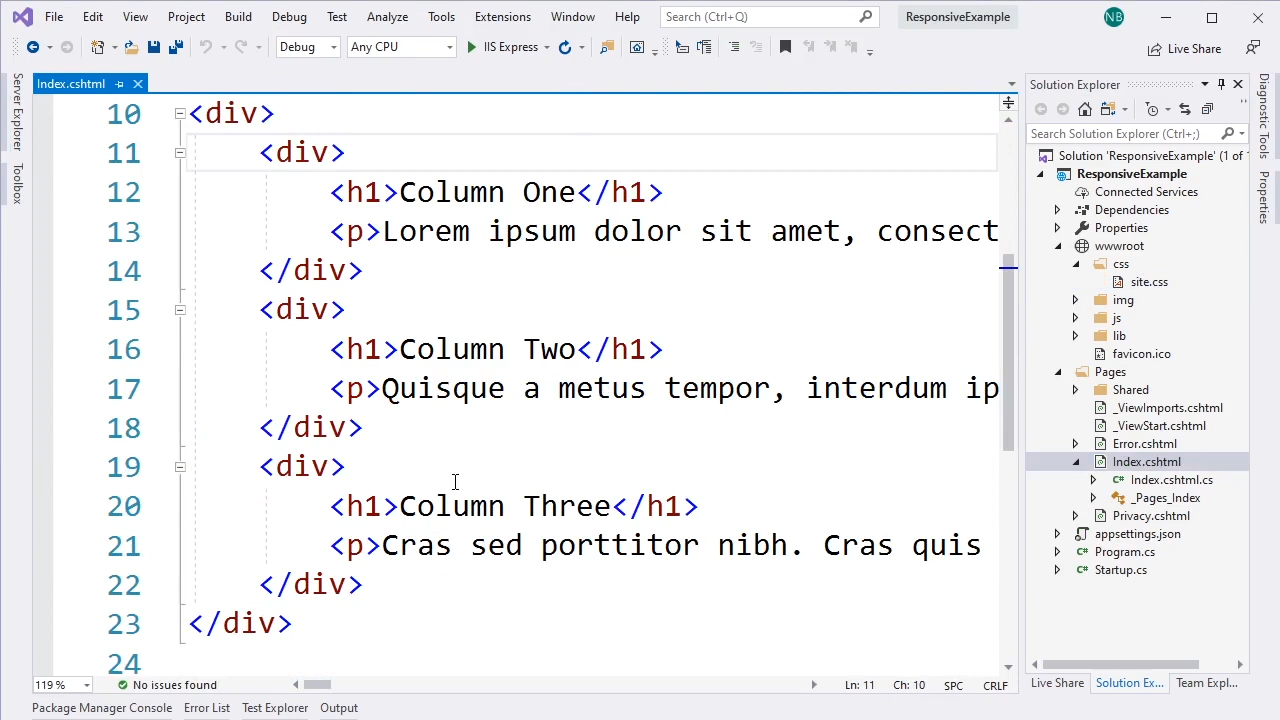 File Edit View Project Build Debug Test Analyze Tools Extensions Window Help Search (Ctrl+Q) ResponsiveExample NB
Debug Any CPU IIS Express Live Share
Server Explorer
Toolbox
Index.cshtml
10 <div>
11 <div>
12 <h1>Column One</h1>
13 <p>Lorem ipsum dolor sit amet, consect
14 </div>
15 <div>
16 <h1>Column Two</h1>
17 <p>Quisque a metus tempor, interdum ip
18 </div>
19 <div>
20 <h1>Column Three</h1>
21 <p>Cras sed porttitor nibh. Cras quis
22 </div>
23 </div>
24
119 % No issues found Ln: 11 Ch: 10 SPC CRLF
Package Manager Console Error List Test Explorer Output
Solution Explorer
Search Solution Explorer (Ctrl+;)
Solution 'ResponsiveExample' (1 of 1
ResponsiveExample
Connected Services
Dependencies
Properties
wwwroot
css
site.css
img
js
lib
favicon.ico
Pages
Shared
_ViewImports.cshtml
_ViewStart.cshtml
Error.cshtml
Index.cshtml
Index.cshtml.cs
_Pages_Index
Privacy.cshtml
appsettings.json
Program.cs
Startup.cs
Live Share Solution Ex... Team Expl...
Diagnostic Tools
Properties